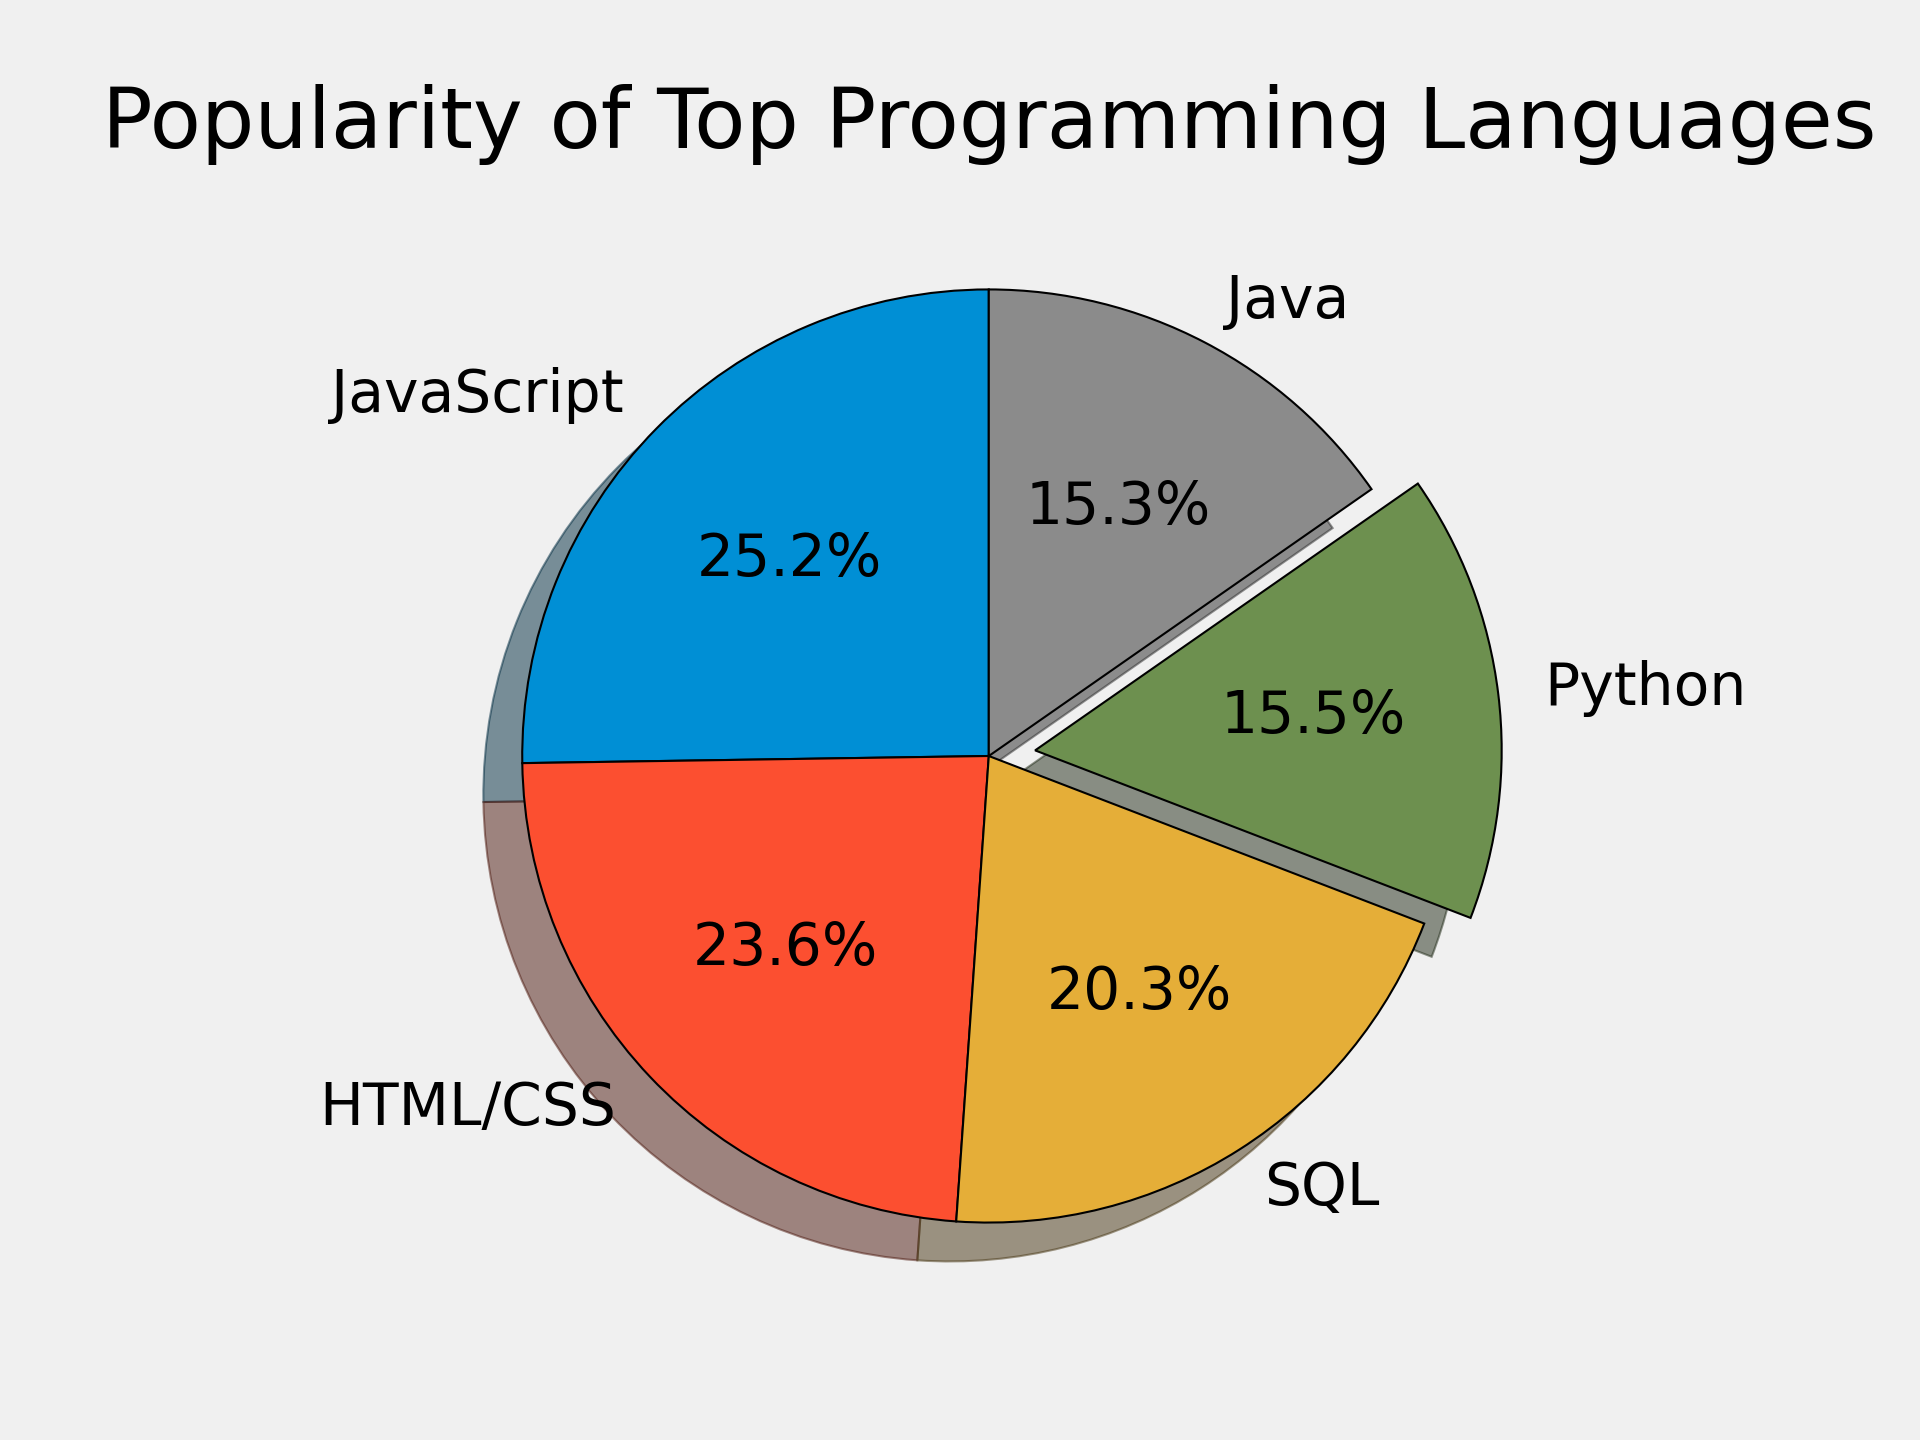 Popularity of Top Programming Languages
Java
JavaScript
15.3%
25.2%
Python
15.5%
23.6%
20.3%
HTML/CSS
SQL